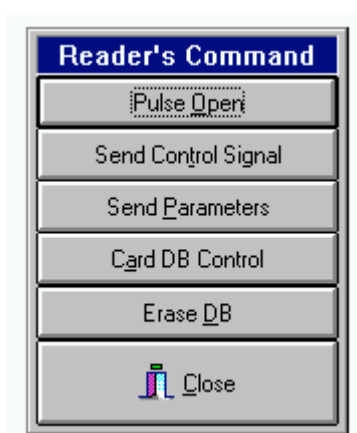 Reader's Command
Pulse Open
Send Control Signal
Send Parameters
Card DB Control
Erase DB
Close